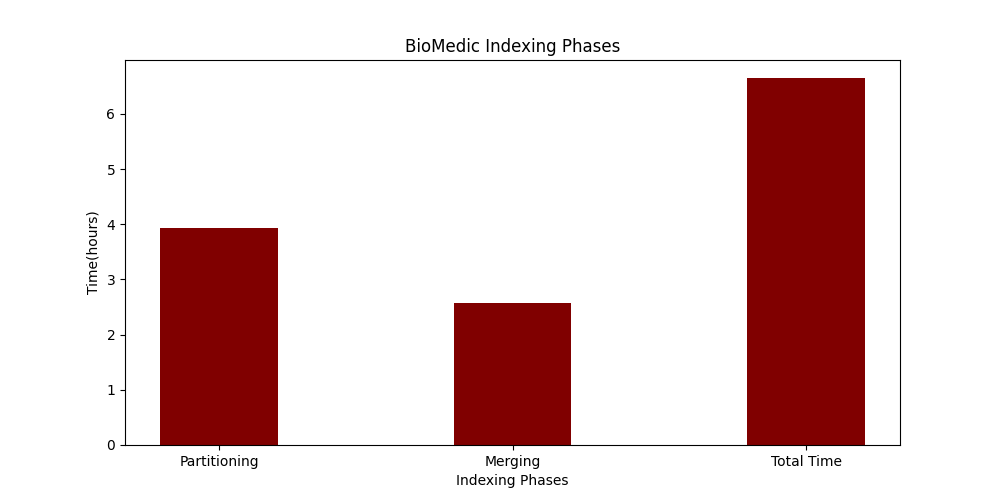 BioMedic Indexing Phases
Time(hours)
6
5
4
3
2
1
0
Partitioning Merging Total Time
Indexing Phases